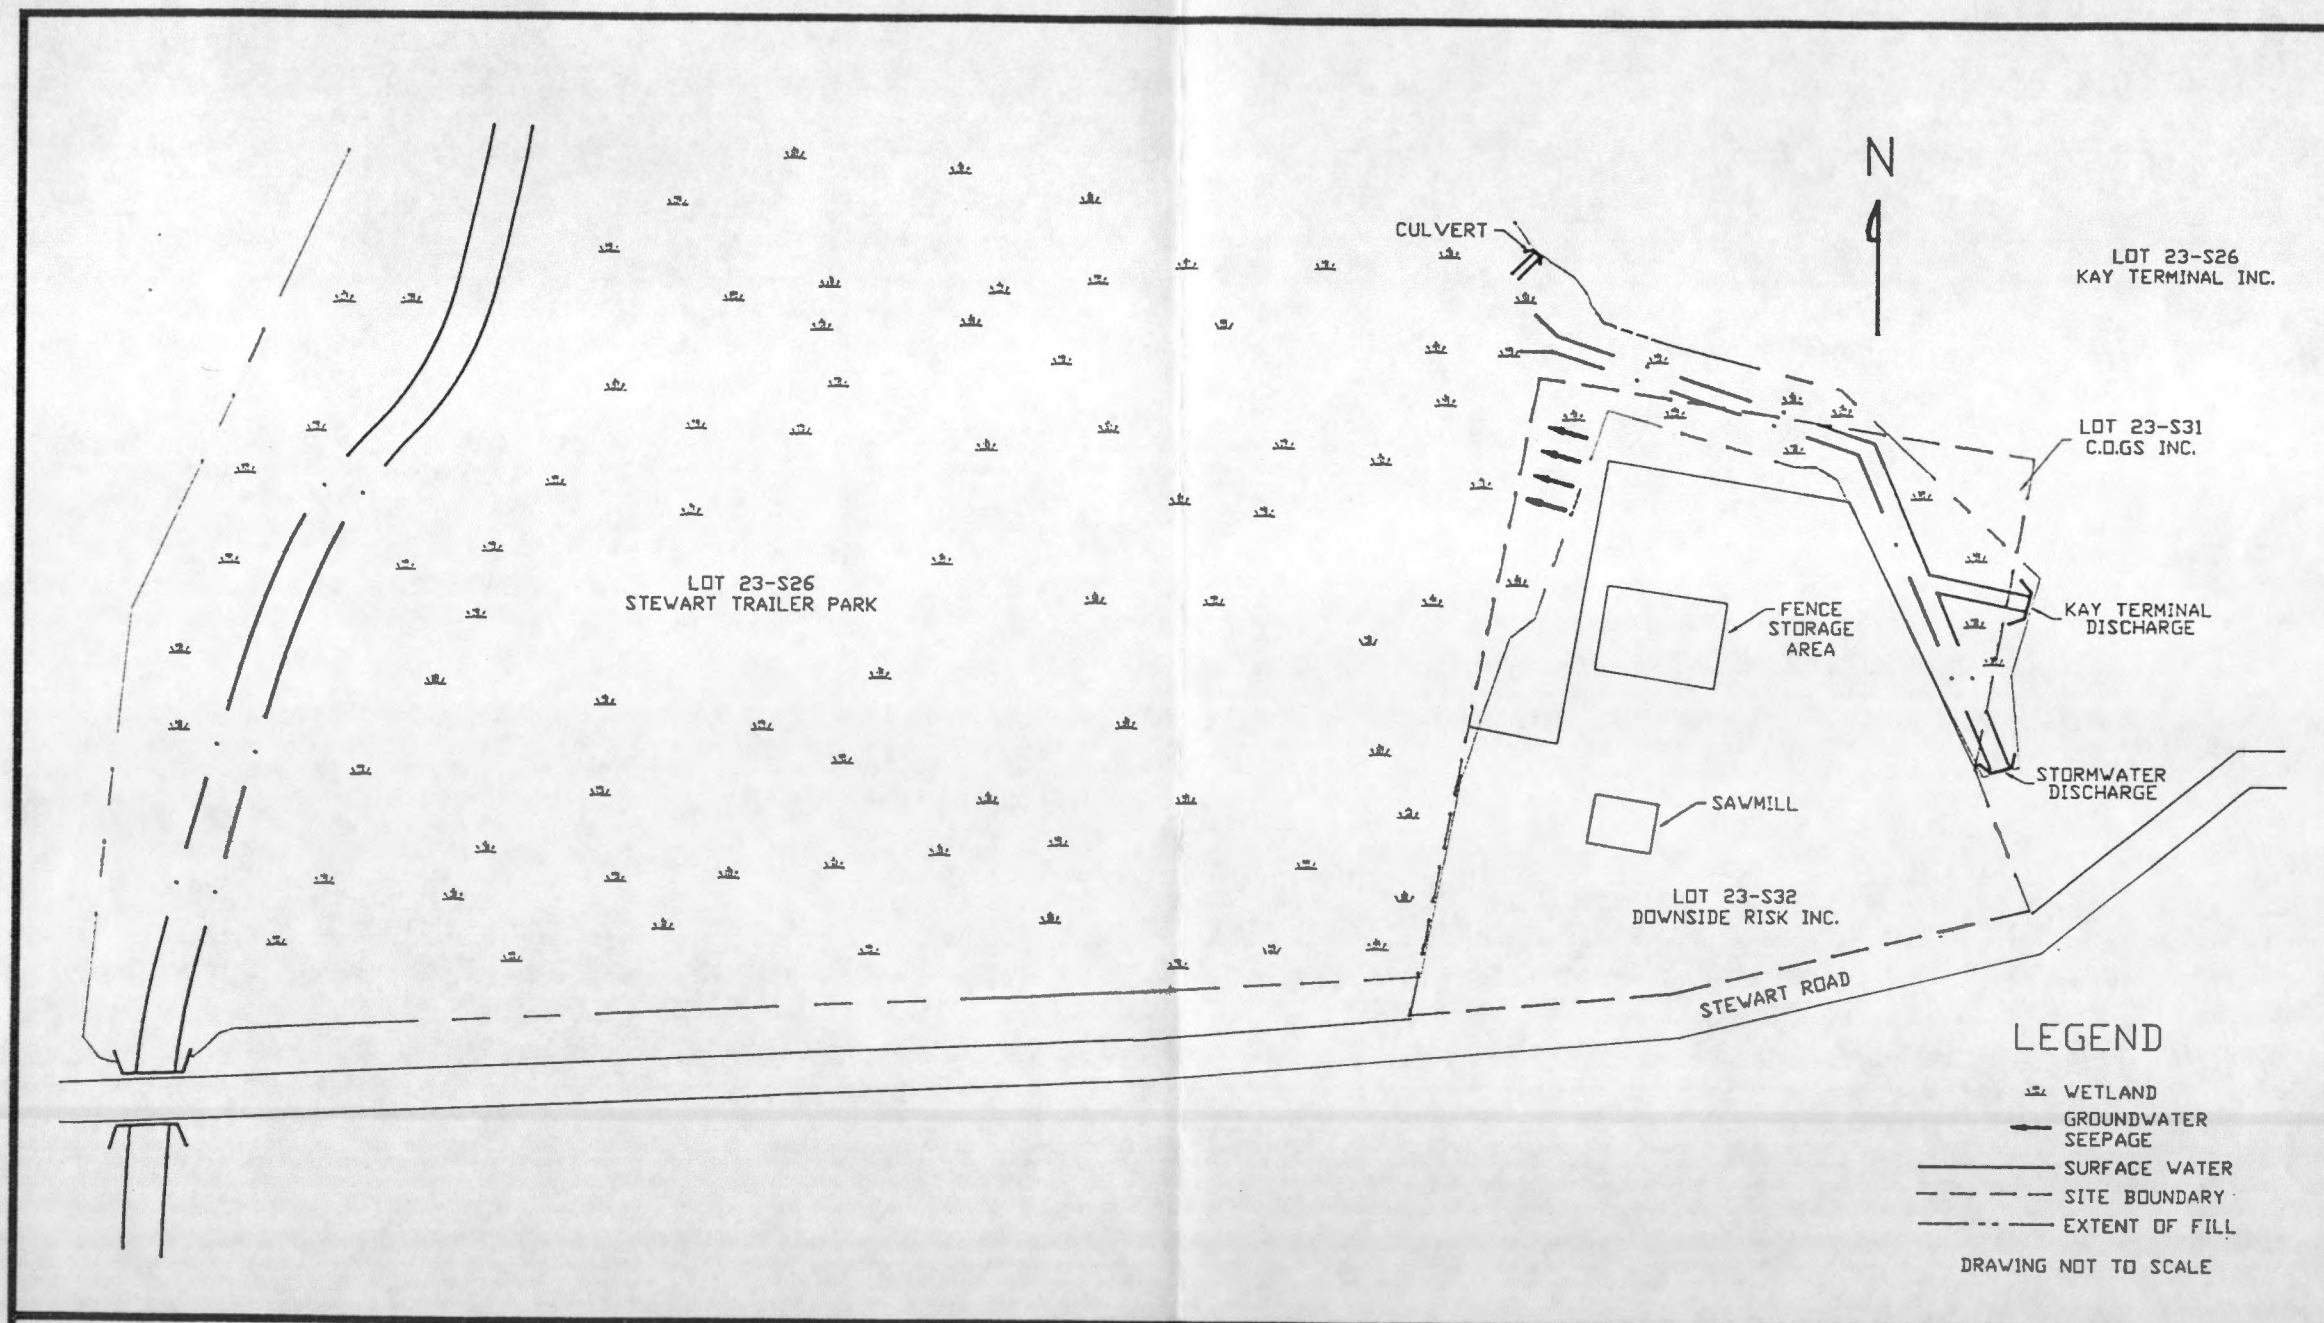 N
CULVERT
LOT 23-S26
KAY TERMINAL INC.
LOT 23-S31
C.O.GS INC.
LOT 23-S26
STEWART TRAILER PARK
FENCE
STORAGE
AREA
KAY TERMINAL
DISCHARGE
STORMWATER
DISCHARGE
SAWMILL
LOT 23-S32
DOWNSIDE RISK INC.
STEWART ROAD
LEGEND
WETLAND
GROUNDWATER
SEEPAGE
SURFACE WATER
SITE BOUNDARY
EXTENT OF FILL
DRAWING NOT TO SCALE